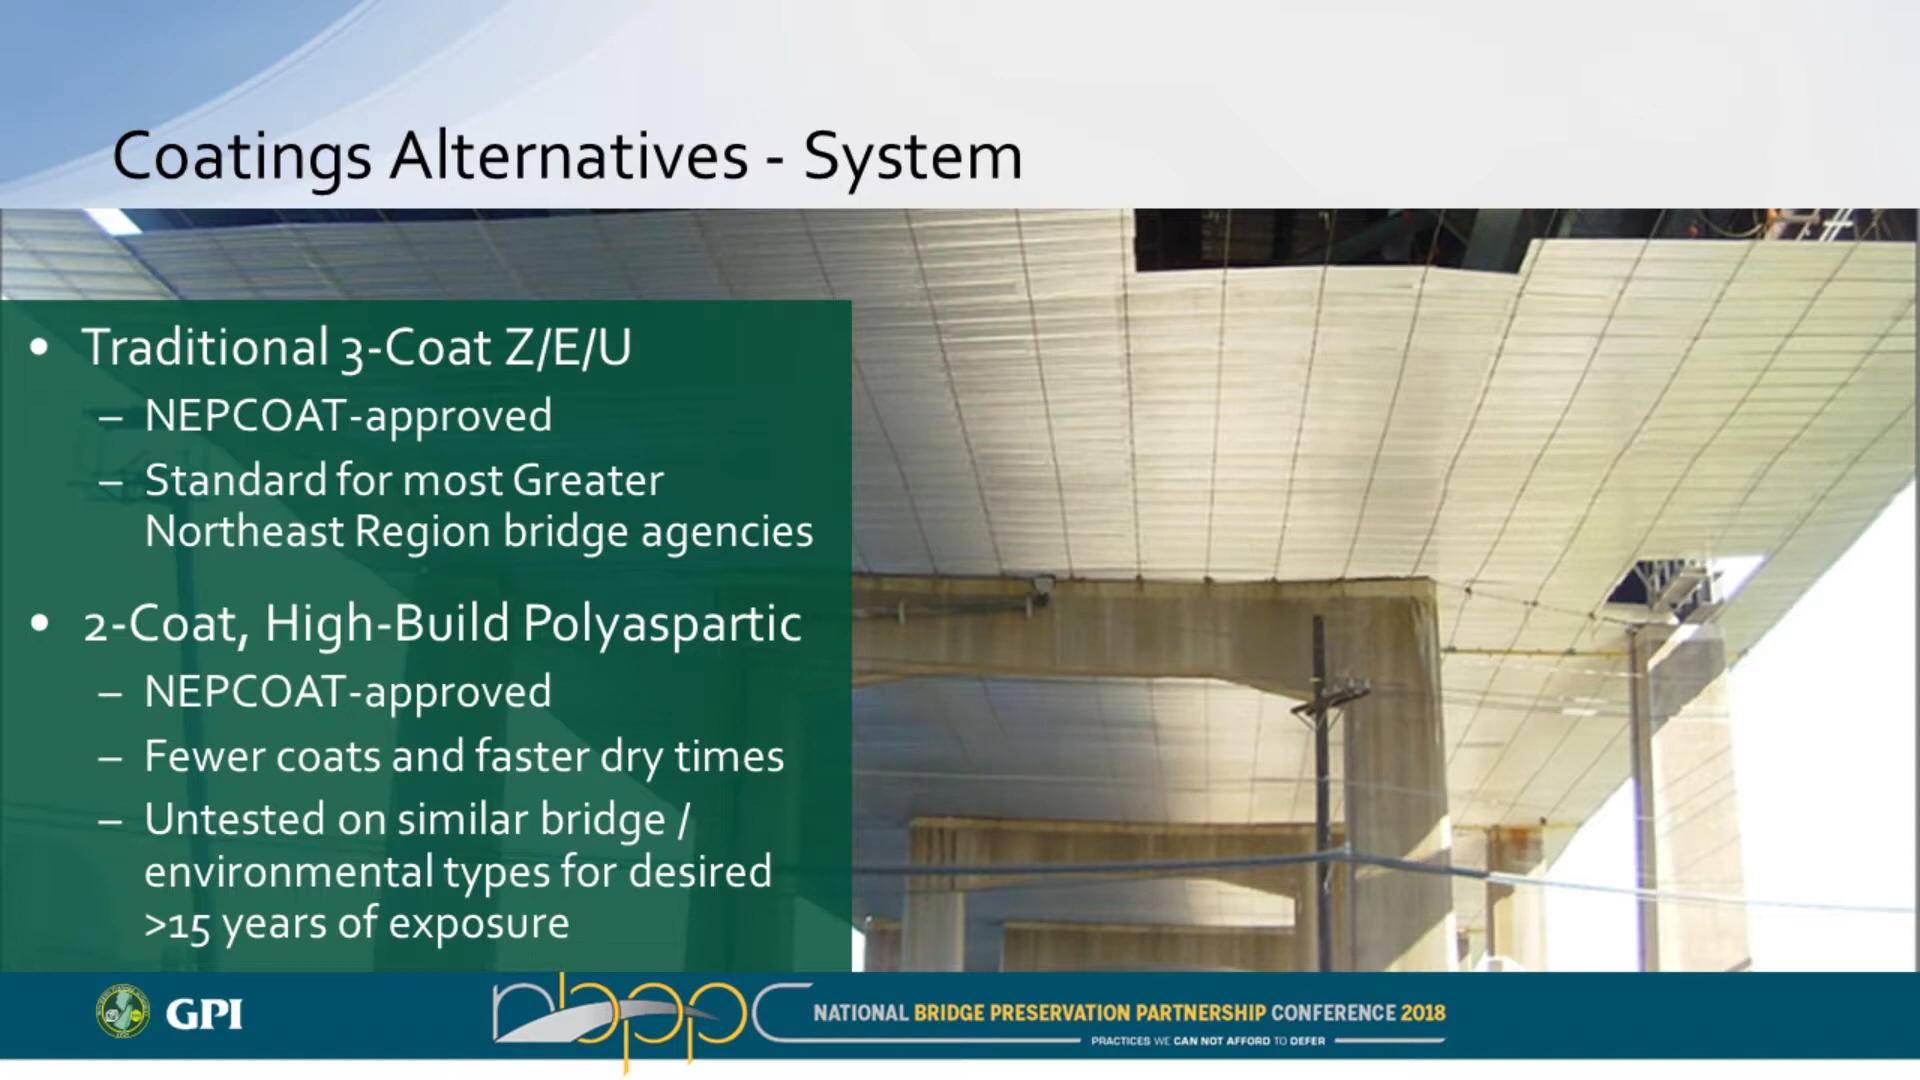 Coatings Alternatives - System
• Traditional 3-Coat Z/E/U
– NEPCOAT-approved
– Standard for most Greater
Northeast Region bridge agencies
• 2-Coat, High-Build Polyaspartic
– NEPCOAT-approved
– Fewer coats and faster dry times
– Untested on similar bridge /
environmental types for desired
>15 years of exposure
GPI
nbppc
NATIONAL BRIDGE PRESERVATION PARTNERSHIP CONFERENCE 2018
PRACTICES WE CAN NOT AFFORD TO DEFER